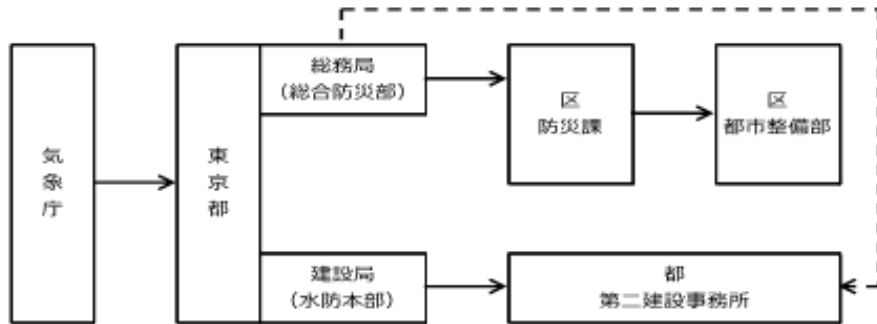 気象庁
東京都
総務局
（総合防災部）
区
防災課
区
都市整備部
建設局
（水防本部）
都
第二建設事務所